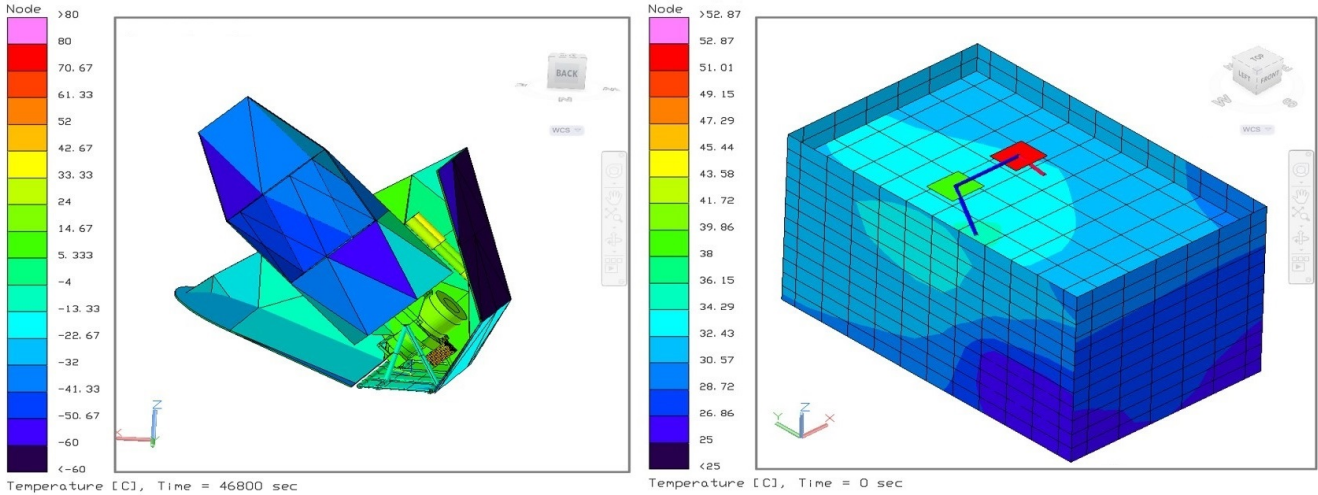 Node
>80
80
70.67
61.33
52
42.67
33.33
24
14.67
5.333
-4
-13.33
-22.67
-32
-41.33
-50.67
-60
<-60
BACK
WCS
X
Z
Y
Temperature [C], Time = 46800 sec
Node
>52.87
52.87
51.01
49.15
47.29
45.44
43.58
41.72
39.86
38
36.15
34.29
32.43
30.57
28.72
26.86
25
<25
TOP
LEFT
FRONT
W
S
WCS
Y
Z
X
Temperature [C], Time = 0 sec